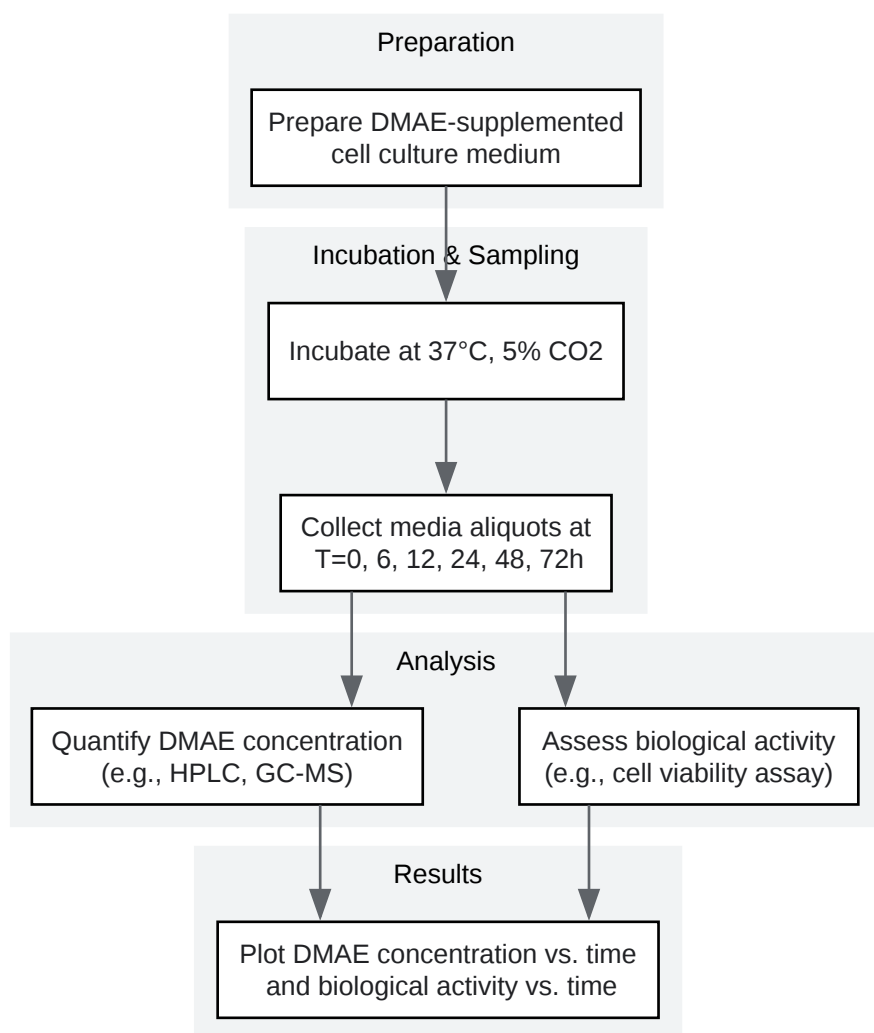 Preparation
Prepare DMAE-supplemented
cell culture medium
Incubation & Sampling
Incubate at 37°C, 5% CO2
Collect media aliquots at
T=0, 6, 12, 24, 48, 72h
Analysis
Quantify DMAE concentration
(e.g., HPLC, GC-MS)
Assess biological activity
(e.g., cell viability assay)
Results
Plot DMAE concentration vs. time
and biological activity vs. time